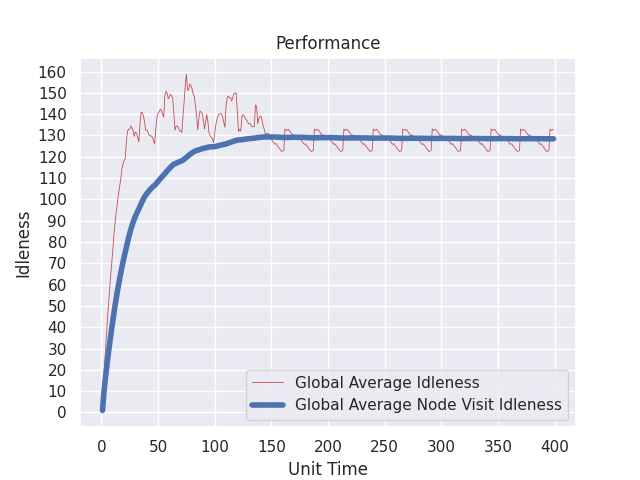 Performance
160
150
140
130
120
110
100
90
80
70
60
50
40
30
20
10
0
Idleness
Global Average Idleness
Global Average Node Visit Idleness
0 50 100 150 200 250 300 350 400
Unit Time